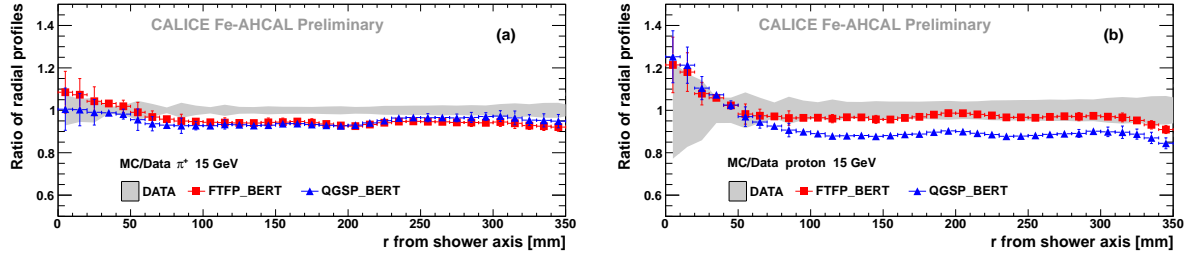 CALICE Fe-AHCAL Preliminary
(a)
Ratio of radial profiles
1.4
1.2
1
0.8
0.6
MC/Data π+ 15 GeV
DATA FTFP_BERT QGSP_BERT
0 50 100 150 200 250 300 350
r from shower axis [mm]
CALICE Fe-AHCAL Preliminary
(b)
Ratio of radial profiles
1.4
1.2
1
0.8
0.6
MC/Data proton 15 GeV
DATA FTFP_BERT QGSP_BERT
0 50 100 150 200 250 300 350
r from shower axis [mm]